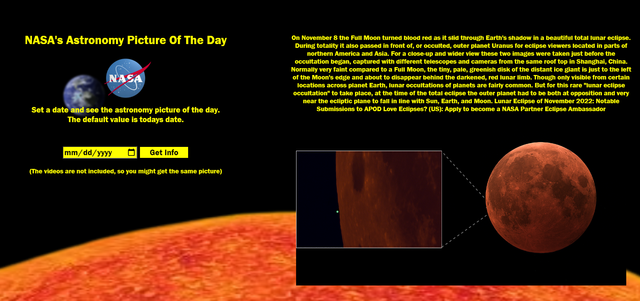 NASA's Astronomy Picture Of The Day
NASA
Set a date and see the astronomy picture of the day.
The default value is todays date.
mm/dd/yyyy
Get Info
(The videos are not included, so you might get the same picture)
On November 8 the Full Moon turned blood red as it slid through Earth's shadow in a beautiful total lunar eclipse.
During totality it also passed in front of, or occulted, outer planet Uranus for eclipse viewers located in parts of
northern America and Asia. For a close-up and wider view these two images were taken just before the
occultation began, captured with different telescopes and cameras from the same roof top in Shanghai, China.
Normally very faint compared to a Full Moon, the tiny, pale, greenish disk of the distant ice giant is just to the left
of the Moon's edge and about to disappear behind the darkened, red lunar limb. Though only visible from certain
locations across planet Earth, lunar occultations of planets are fairly common. But for this rare "lunar eclipse
occultation" to take place, at the time of the total eclipse the outer planet had to be both at opposition and very
near the ecliptic plane to fall in line with Sun, Earth, and Moon. Lunar Eclipse of November 2022: Notable
Submissions to APOD Love Eclipses? (US): Apply to become a NASA Partner Eclipse Ambassador